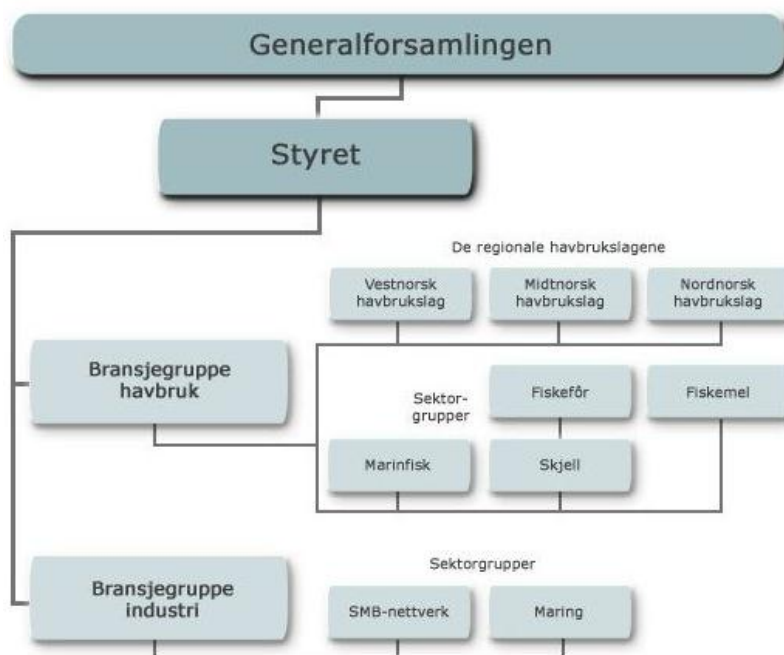 Generalforsamlingen
Styret
De regionale havbrukslagene
Vestnorsk
havbrukslag
Midtnorsk
havbrukslag
Nordnorsk
havbrukslag
Bransjegruppe
havbruk
Sektor-
grupper
Fiskefôr
Fiskemel
Marinfisk
Skjell
Bransjegruppe
industri
Sektorgrupper
SMB-nettverk
Maring